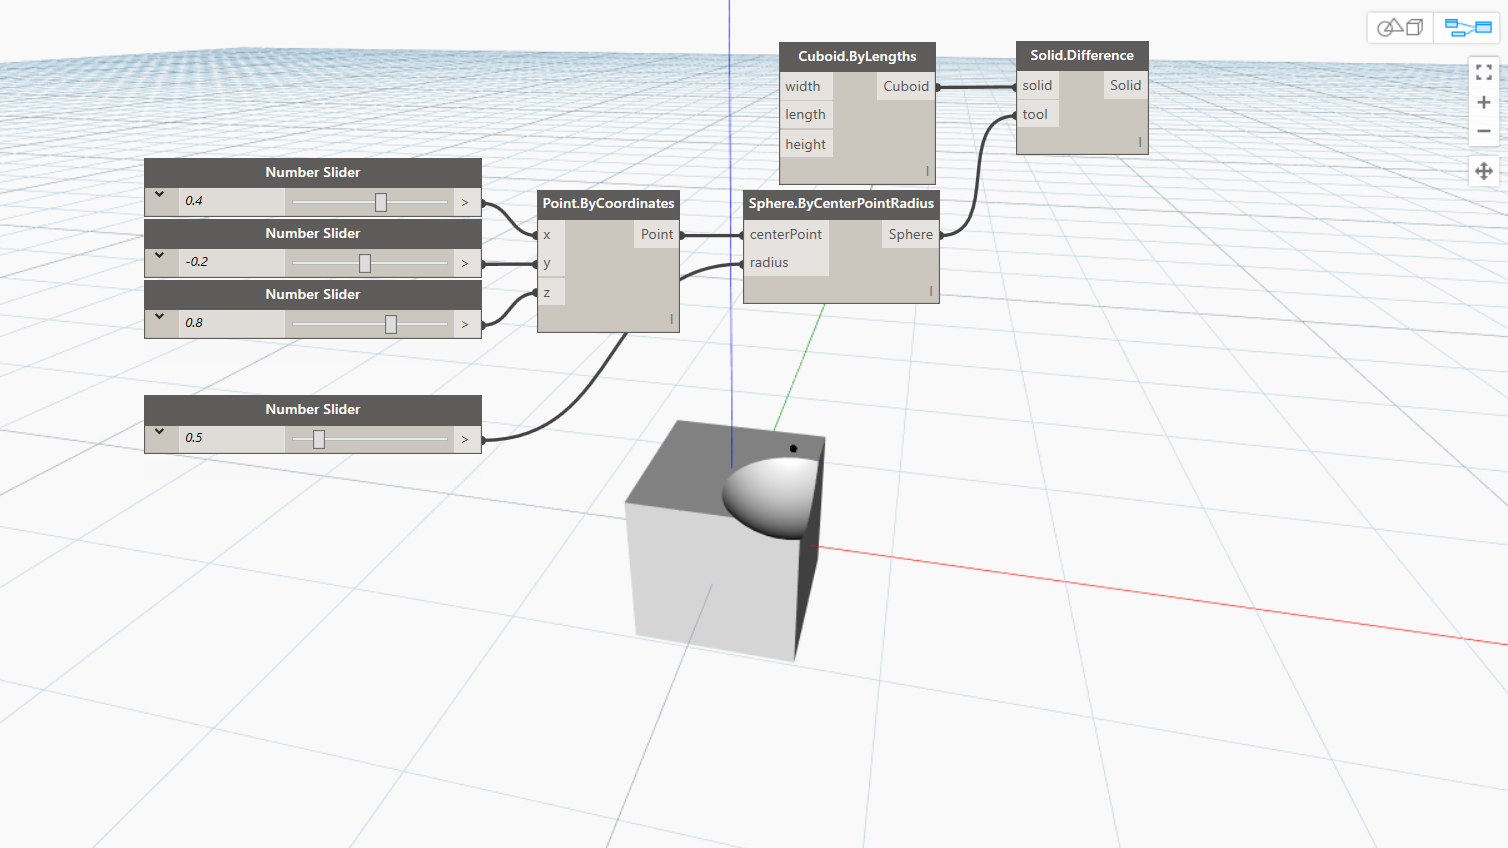 Cuboid.ByLengths
width
Cuboid
length
height
l
Solid.Difference
solid
Solid
tool
l
Number Slider
0.4
>
Number Slider
-0.2
>
Number Slider
0.8
>
Point.ByCoordinates
x
Point
y
z
l
Sphere.ByCenterPointRadius
centerPoint
Sphere
radius
l
Number Slider
0.5
>